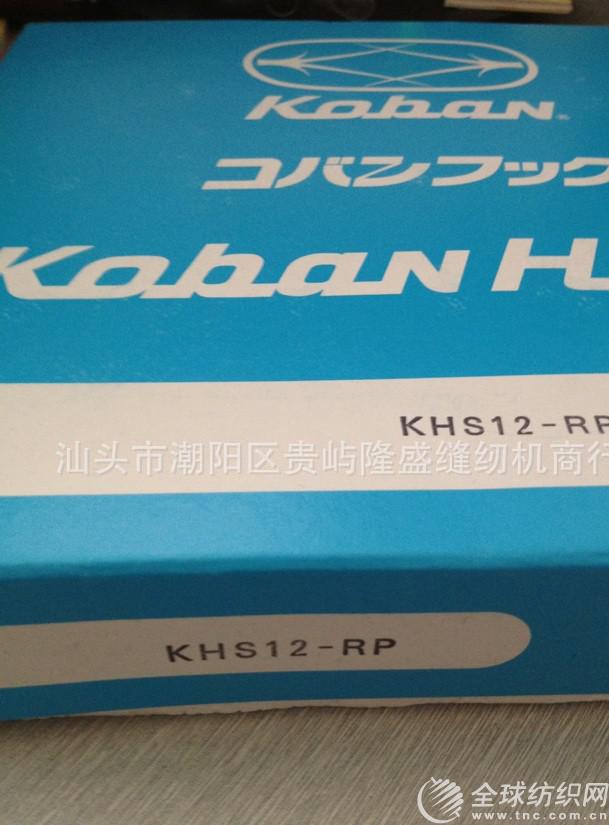 KobaN®
コバンフック
KobaN H
KHS12-RP
汕头市潮阳区贵屿隆盛缝纫机商行
KHS12-RP
全球纺织网
www.tnc.com.cn